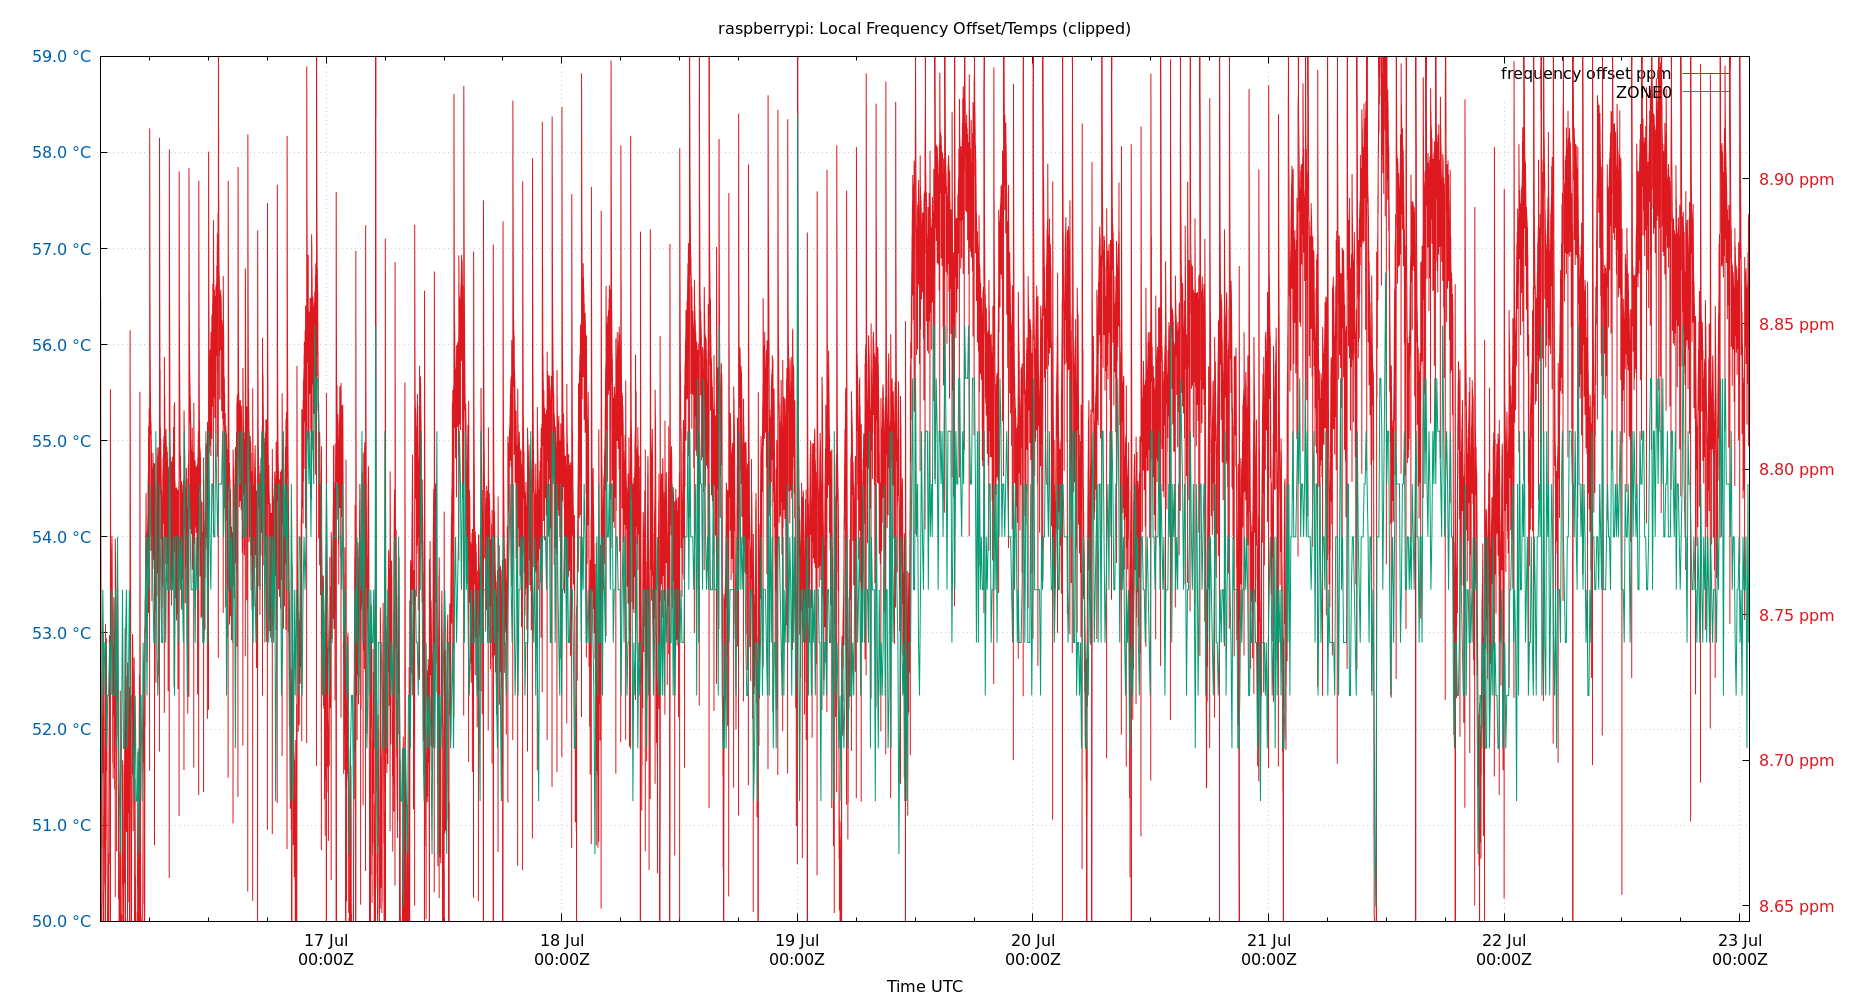 raspberrypi: Local Frequency Offset/Temps (clipped)
frequency offset ppm
ZONE0
59.0 °C
58.0 °C
57.0 °C
56.0 °C
55.0 °C
54.0 °C
53.0 °C
52.0 °C
51.0 °C
50.0 °C
8.90 ppm
8.85 ppm
8.80 ppm
8.75 ppm
8.70 ppm
8.65 ppm
17 Jul
00:00Z
18 Jul
00:00Z
19 Jul
00:00Z
20 Jul
00:00Z
21 Jul
00:00Z
22 Jul
00:00Z
23 Jul
00:00Z
Time UTC